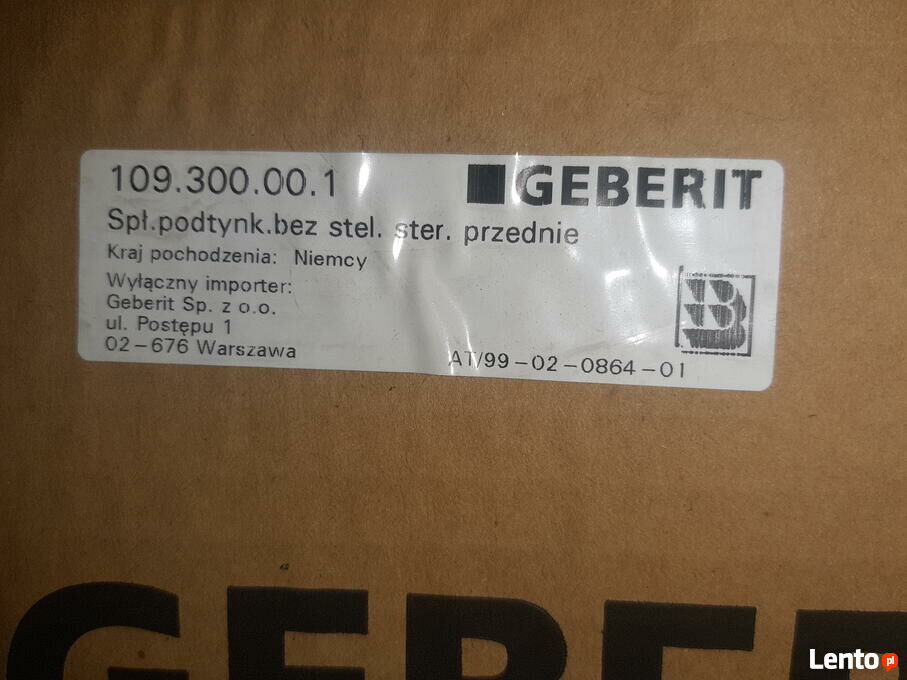 109.300.00.1
GEBERIT
Spł.podtynk.bez stel. ster. przednie
Kraj pochodzenia: Niemcy
Wyłączny importer:
Geberit Sp. z o.o.
ul. Postępu 1
02-676 Warszawa
AT/99-02-0864-01
B
GEBER
Lento.pl